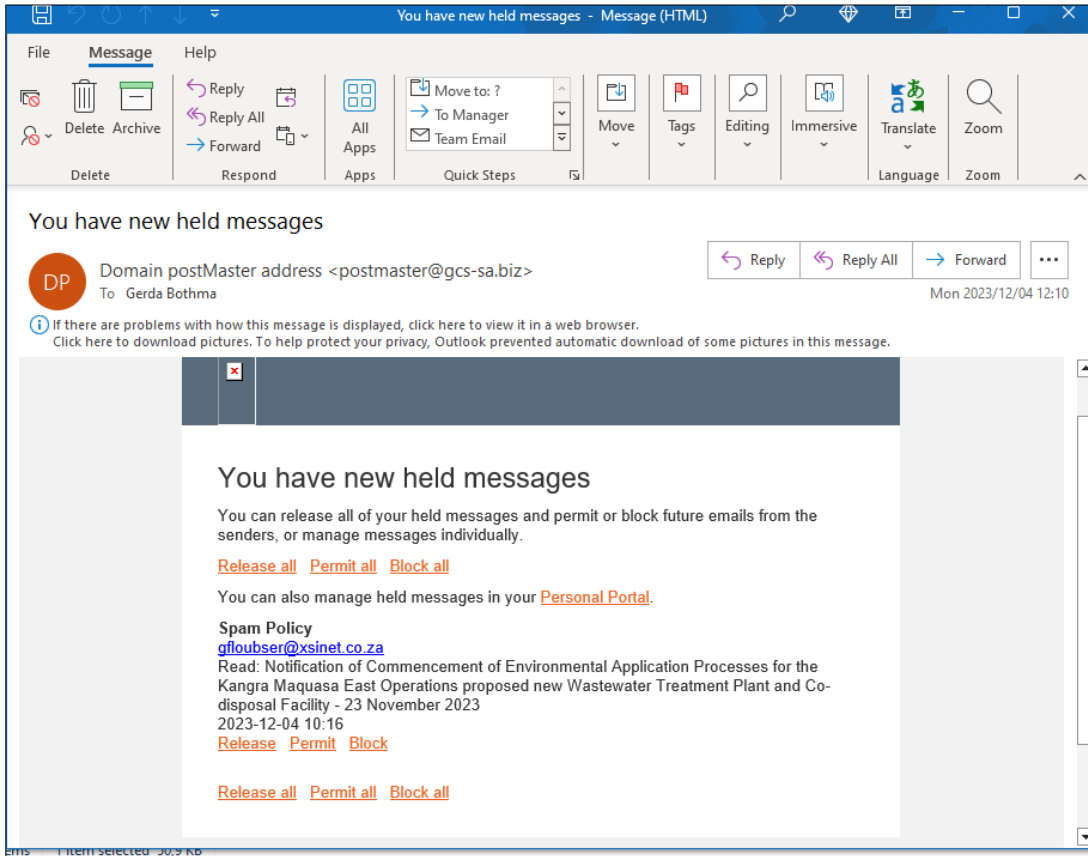 You have new held messages - Message (HTML)
File Message Help
Delete Archive
Reply
Reply All
Forward
All Apps
Move to: ?
To Manager
Team Email
Move
Tags
Editing
Immersive
Translate
Zoom
Delete Respond Apps Quick Steps Language Zoom
You have new held messages
DP
Domain postMaster address <postmaster@gcs-sa.biz>
To Gerda Bothma
Reply Reply All Forward
Mon 2023/12/04 12:10
If there are problems with how this message is displayed, click here to view it in a web browser.
Click here to download pictures. To help protect your privacy, Outlook prevented automatic download of some pictures in this message.
You have new held messages
You can release all of your held messages and permit or block future emails from the
senders, or manage messages individually.
Release all Permit all Block all
You can also manage held messages in your Personal Portal.
Spam Policy
gfloubser@xsinet.co.za
Read: Notification of Commencement of Environmental Application Processes for the
Kangra Maquasa East Operations proposed new Wastewater Treatment Plant and Co-
disposal Facility - 23 November 2023
2023-12-04 10:16
Release Permit Block
Release all Permit all Block all